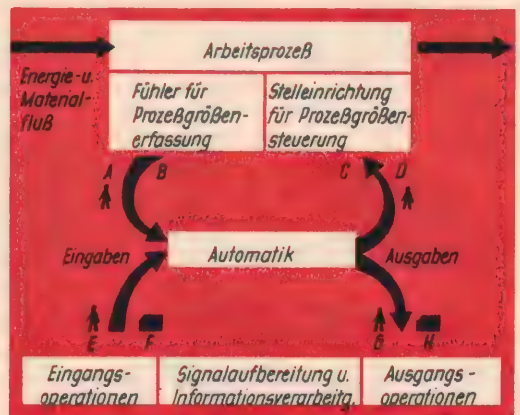 Arbeitsprozeß
Energie-u.
Material-
fluß
Fühler für
Prozeßgrößen-
erfassung
Stelleinrichtung
für Prozeßgrößen-
steuerung
A
B
C
D
Eingaben
Automatik
Ausgaben
E
F
G
H
Eingangs-
operationen
Signalaufbereitung u.
Informationsverarbeitg.
Ausgangs-
operationen